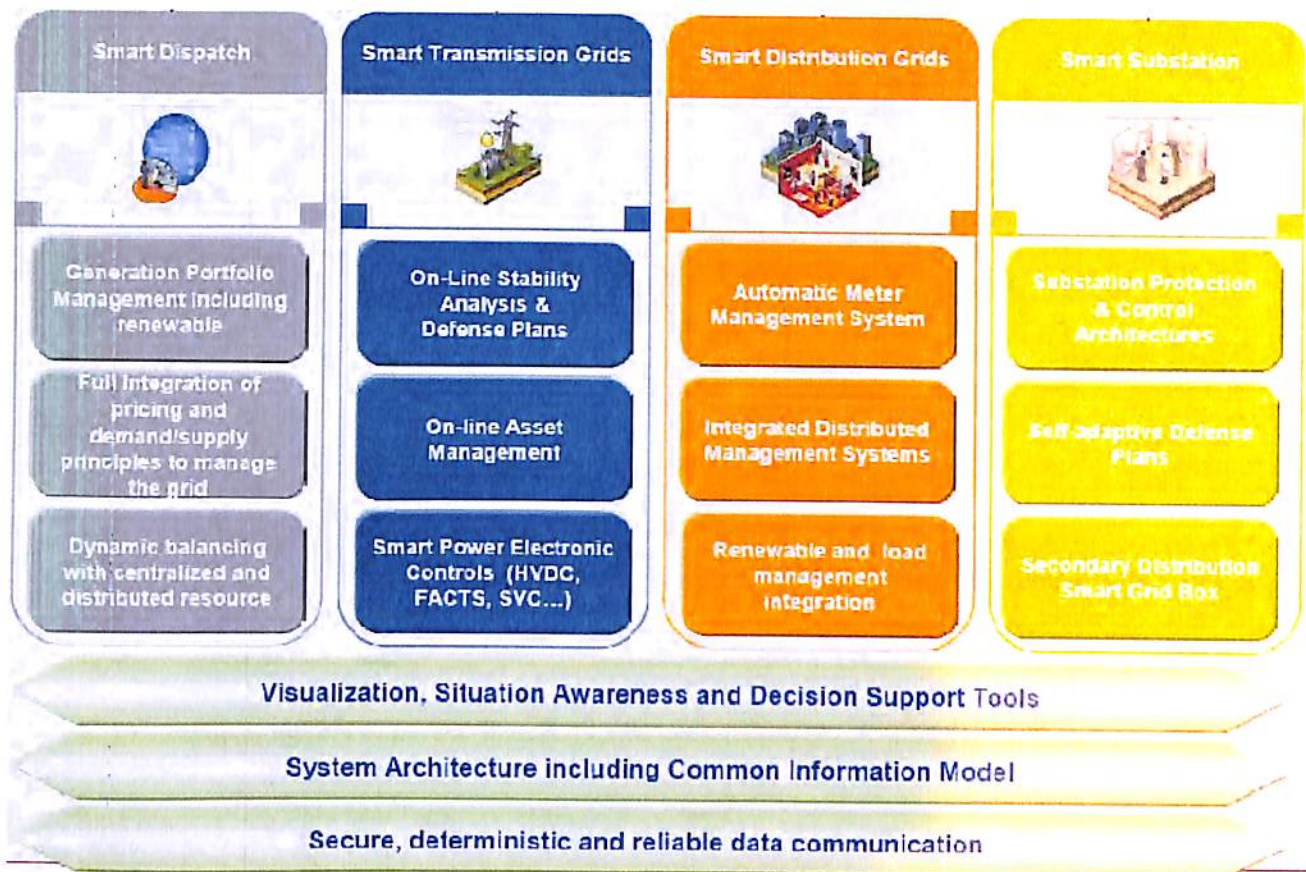 Smart Dispatch
Generation Portfolio
Management including
renewable
Full integration of
pricing and
demand/supply
principles to manage
the grid
Dynamic balancing
with centralized and
distributed resource
Smart Transmission Grids
On-Line Stability
Analysis &
Defense Plans
On-line Asset
Management
Smart Power Electronic
Controls (HVDC,
FACTS, SVC...)
Smart Distribution Grids
Automatic Meter
Management System
Integrated Distributed
Management Systems
Renewable and load
management
integration
Smart Substation
Substation Protection
& Control
Architectures
Self-adaptive Defense
Plans
Secondary Distribution
Smart Grid Box
Visualization, Situation Awareness and Decision Support Tools
System Architecture including Common Information Model
Secure, deterministic and reliable data communication